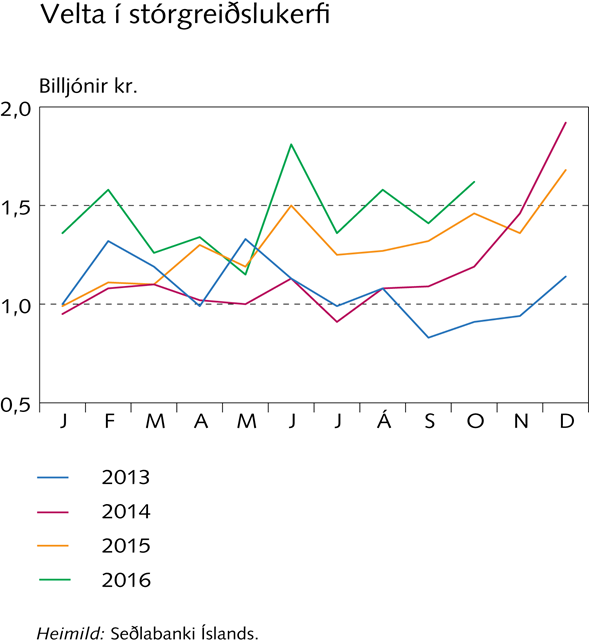 Velta í stórgreiðslukerfi
Billjónir kr.
2,0
1,5
1,0
0,5
J F M A M J J Á S O N D
2013
2014
2015
2016
Heimild: Seðlabanki Íslands.